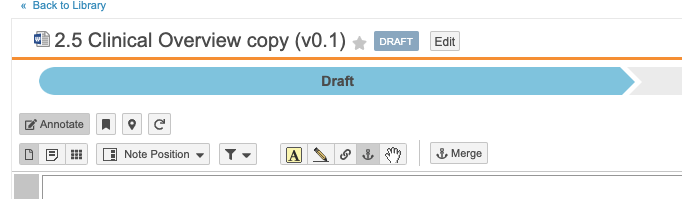 « Back to Library
2.5 Clinical Overview copy (v0.1) DRAFT Edit
Draft
Annotate
Note Position A Merge